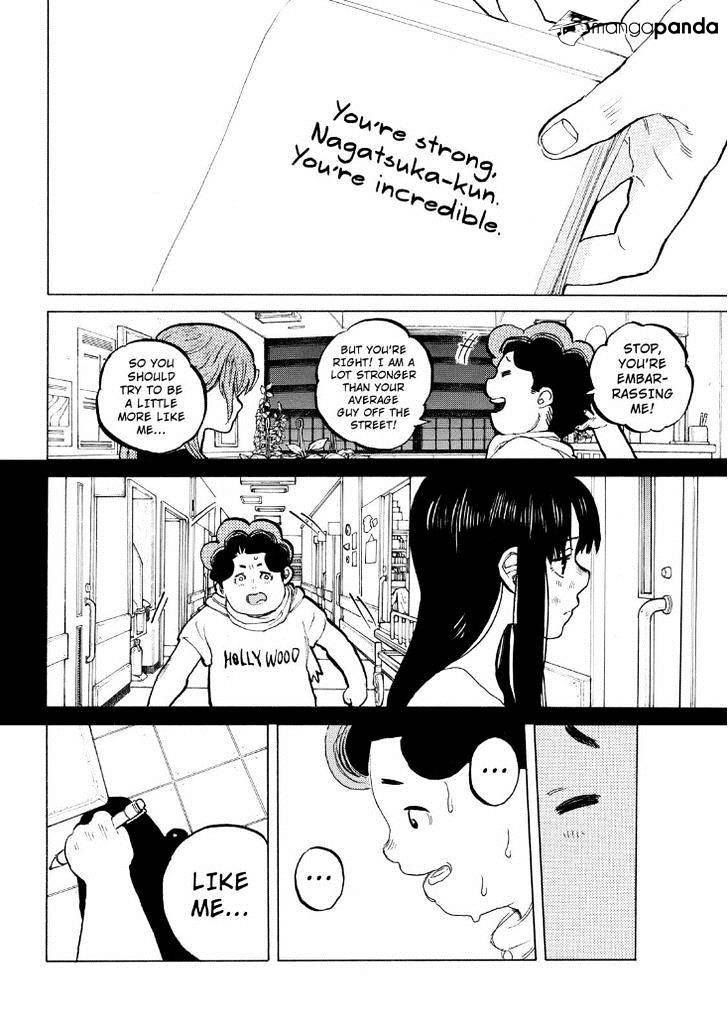 mangapanda
You're strong,
Nagatsuka-kun.
You're incredible.
STOP,
YOU'RE
EMBAR-
RASSING
ME!
BUT YOU'RE
RIGHT! I AM A
LOT STRONGER
THAN YOUR
AVERAGE
GUY OFF THE
STREET!
SO YOU
SHOULD
TRY TO BE
A LITTLE
MORE LIKE
ME...
HOLLY WOOD
...
...
LIKE
ME...